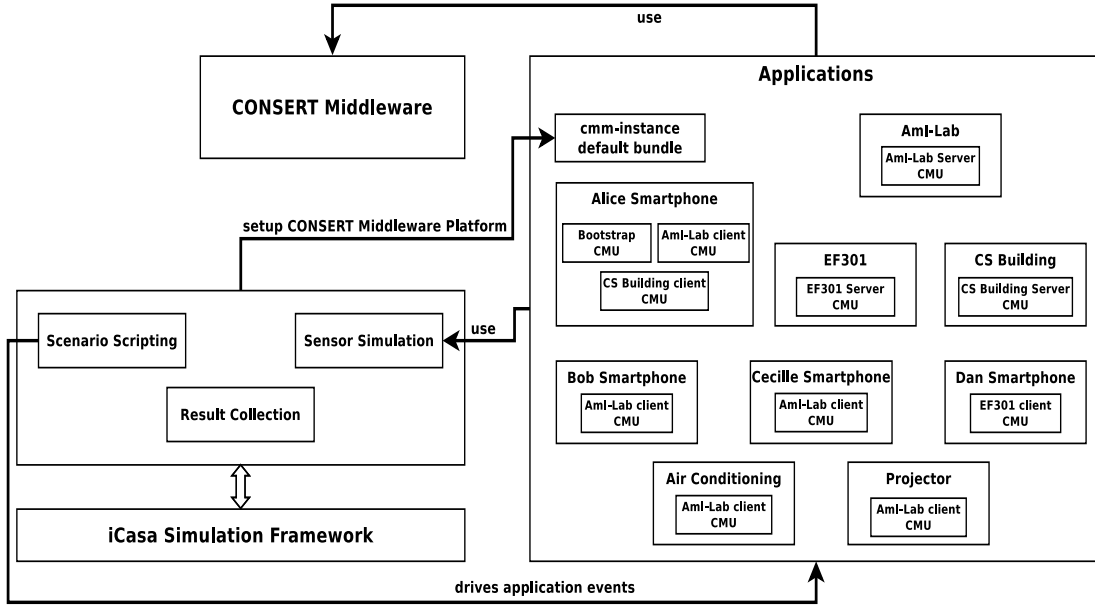 use
CONSERT Middleware
Applications
cmm-instance
default bundle
AmI-Lab
AmI-Lab Server
CMU
Alice Smartphone
Bootstrap
CMU
AmI-Lab client
CMU
CS Building client
CMU
setup CONSERT Middleware Platform
EF301
EF301 Server
CMU
CS Building
CS Building Server
CMU
Scenario Scripting
Sensor Simulation
use
Result Collection
Bob Smartphone
AmI-Lab client
CMU
Cecille Smartphone
AmI-Lab client
CMU
Dan Smartphone
EF301 client
CMU
Air Conditioning
AmI-Lab client
CMU
Projector
AmI-Lab client
CMU
iCasa Simulation Framework
drives application events